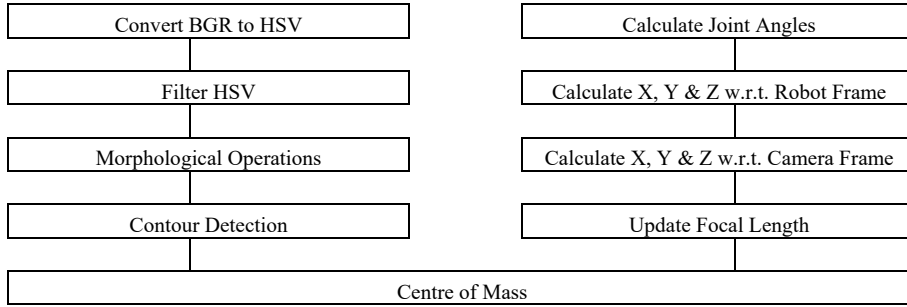 Convert BGR to HSV
Calculate Joint Angles
Filter HSV
Calculate X, Y & Z w.r.t. Robot Frame
Morphological Operations
Calculate X, Y & Z w.r.t. Camera Frame
Contour Detection
Update Focal Length
Centre of Mass